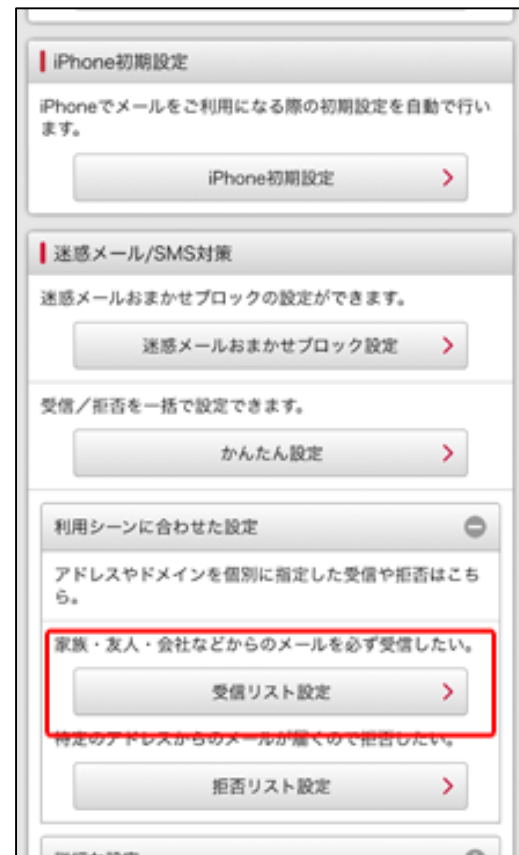 iPhone初期設定
iPhoneでメールをご利用になる際の初期設定を自動で行い
ます。
iPhone初期設定
迷惑メール/SMS対策
迷惑メールおまかせブロックの設定ができます。
迷惑メールおまかせブロック設定
受信／拒否を一括で設定できます。
かんたん設定
利用シーンに合わせた設定
アドレスやドメインを個別に指定した受信や拒否はこち
ら。
家族・友人・会社などからのメールを必ず受信したい。
受信リスト設定
特定のアドレスからのメールが届くので拒否したい。
拒否リスト設定